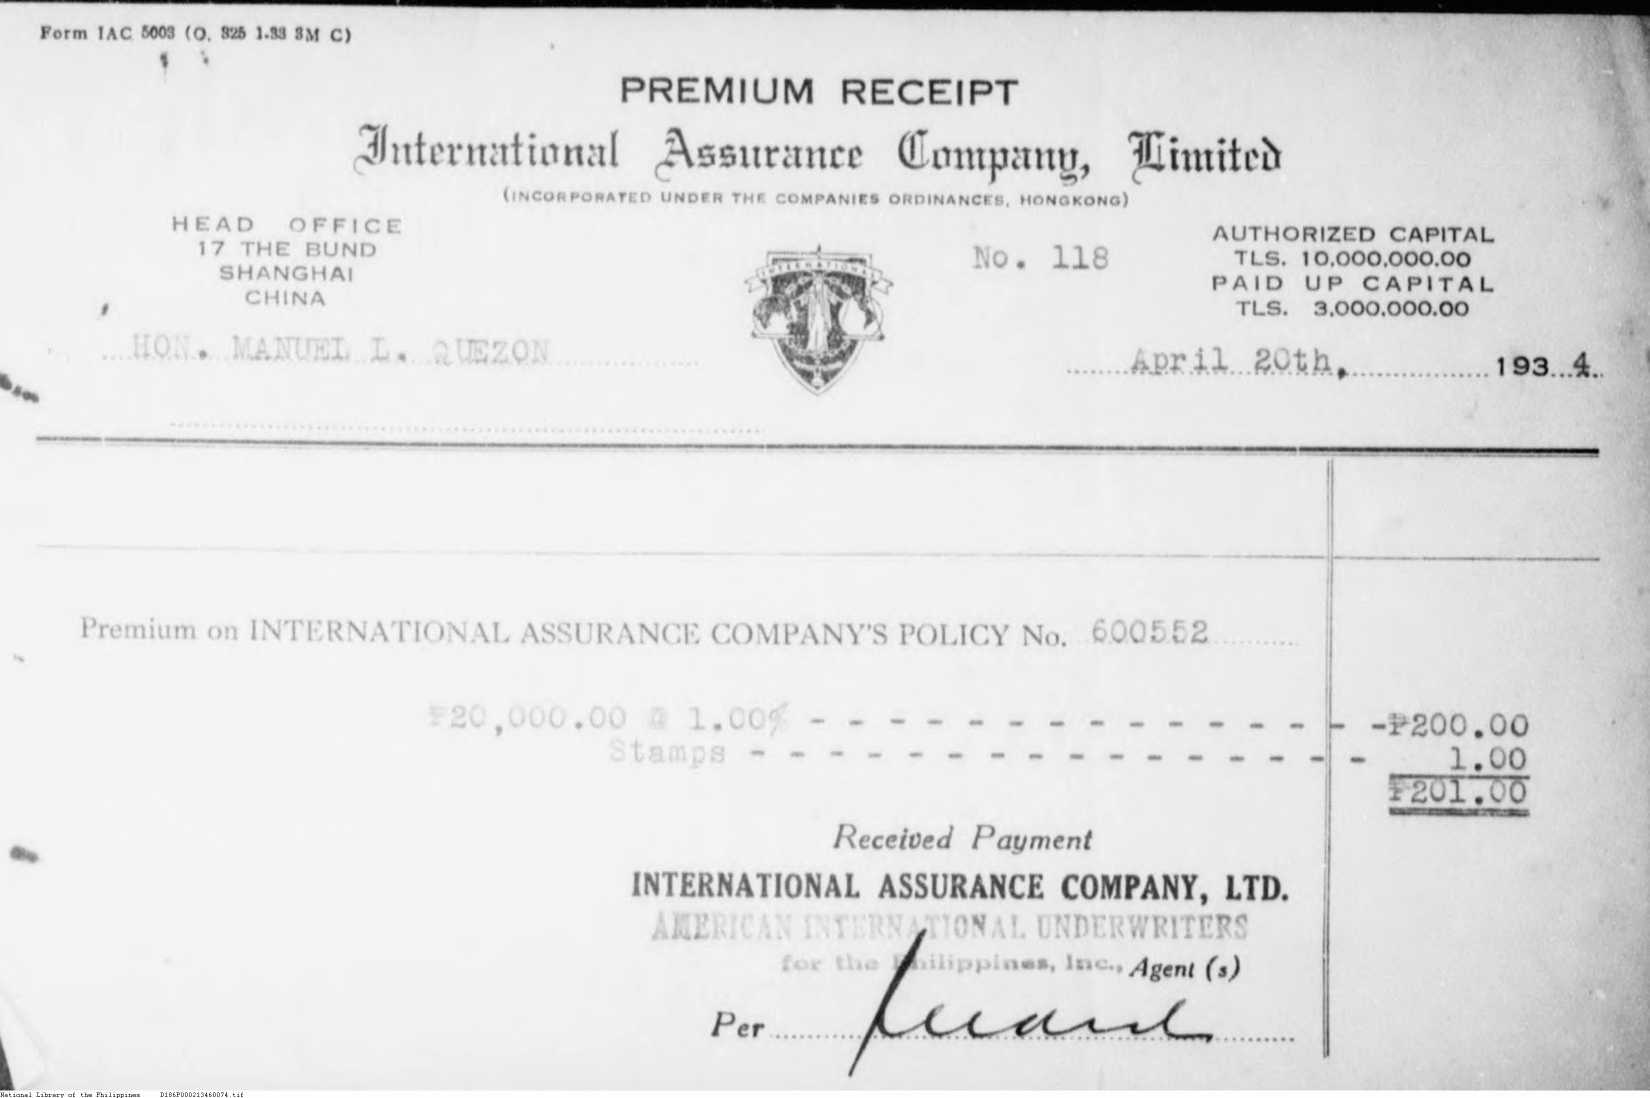 Form IAC 5003 (O. 325 1.33 3M C)
PREMIUM RECEIPT
International Assurance Company, Limited
(INCORPORATED UNDER THE COMPANIES ORDINANCES, HONGKONG)
HEAD OFFICE
17 THE BUND
SHANGHAI
CHINA
INTERNATIONAL
No. 118
AUTHORIZED CAPITAL
TLS. 10,000,000.00
PAID UP CAPITAL
TLS. 3,000,000.00
HON. MANUEL L. QUEZON
April 20th, 1934
Premium on INTERNATIONAL ASSURANCE COMPANY'S POLICY No. 600552
₱20,000.00 @ 1.00% - - - - - - - - - - - - - - - ₱200.00
Stamps - - - - - - - - - - - - - - - - 1.00
₱201.00
Received Payment
INTERNATIONAL ASSURANCE COMPANY, LTD.
AMERICAN INTERNATIONAL UNDERWRITERS
for the Philippines, Inc., Agent (s)
Per
National Library of the Philippines D186P000213460074.tif